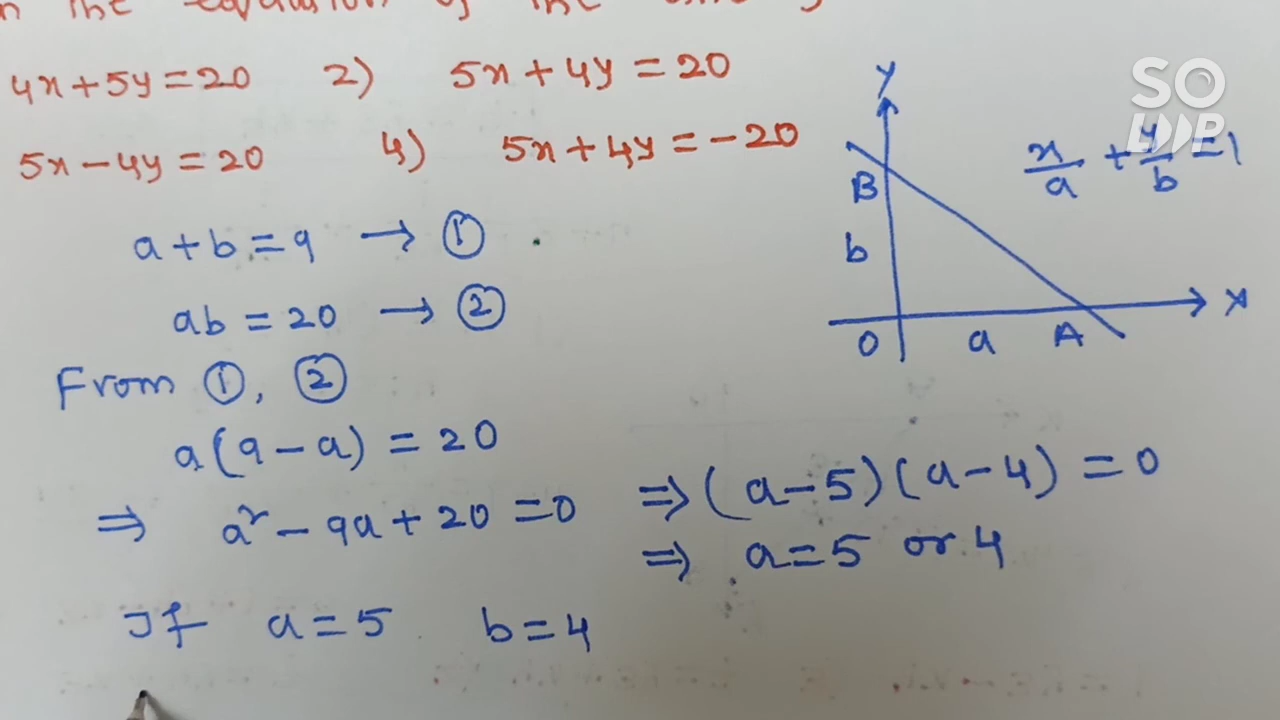 4x+5y=20 2) 5x+4y=20
5x-4y=20 4) 5x+4y=-20
a+b=9 → ①
ab=20 → ②
From ①, ②
a(9-a)=20
⇒ a²-9a+20=0 ⇒(a-5)(a-4)=0
⇒ a=5 or 4
If a=5 b=4
Y
x/a + y/b =1
B
b
O a A X
SO
LOOP